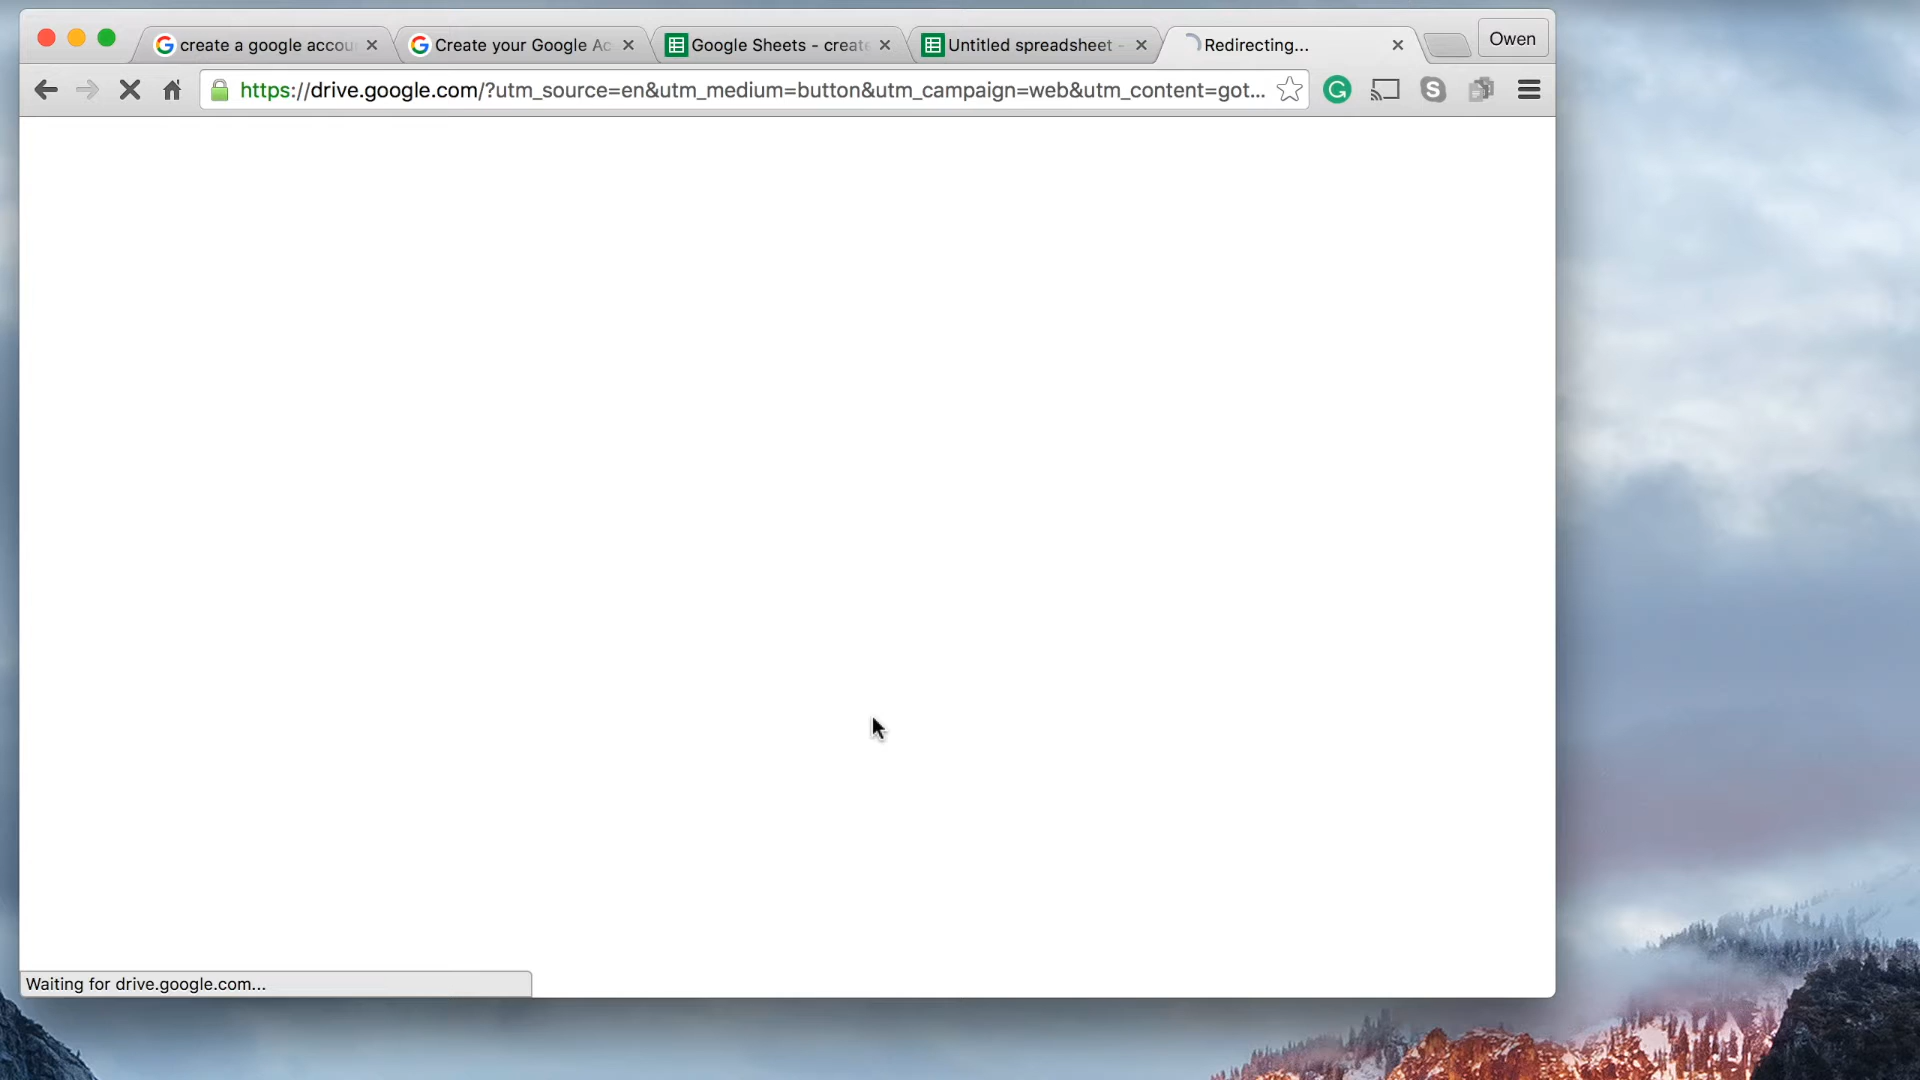 create a google accou
Create your Google Ac
Google Sheets - create
Untitled spreadsheet -
Redirecting...
Owen
https://drive.google.com/?utm_source=en&utm_medium=button&utm_campaign=web&utm_content=got...
Waiting for drive.google.com...